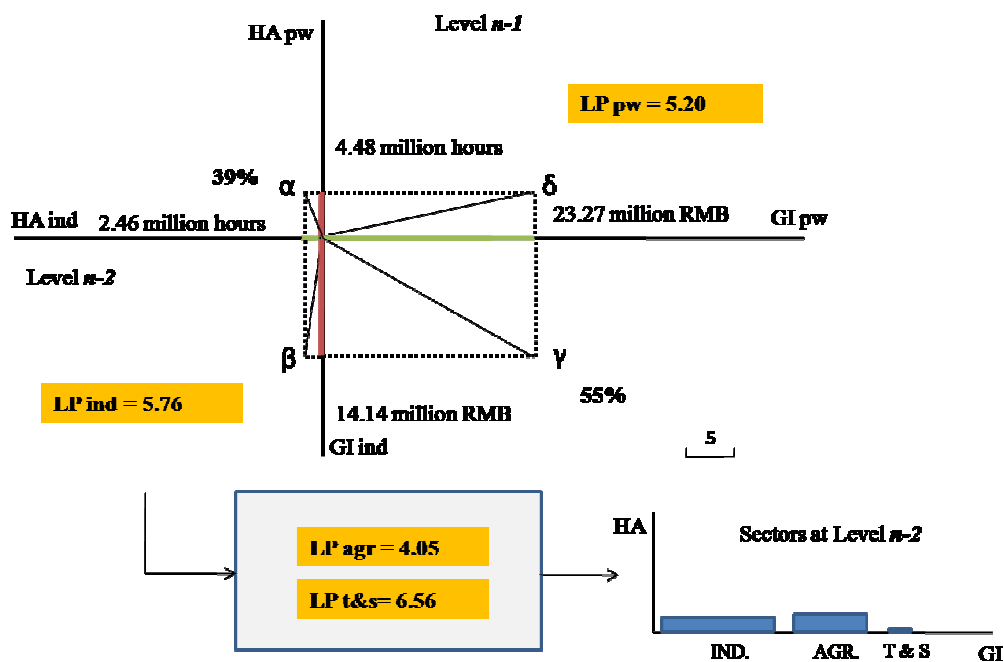 Level n-1
HA pw
LP pw = 5.20
4.48 million hours
39%
α
δ
HA ind
2.46 million hours
23.27 million RMB
GI pw
Level n-2
β
γ
LP ind = 5.76
14.14 million RMB
55%
GI ind
5
LP agr = 4.05
LP t&s= 6.56
HA
Sectors at Level n-2
IND.
AGR.
T & S
GI